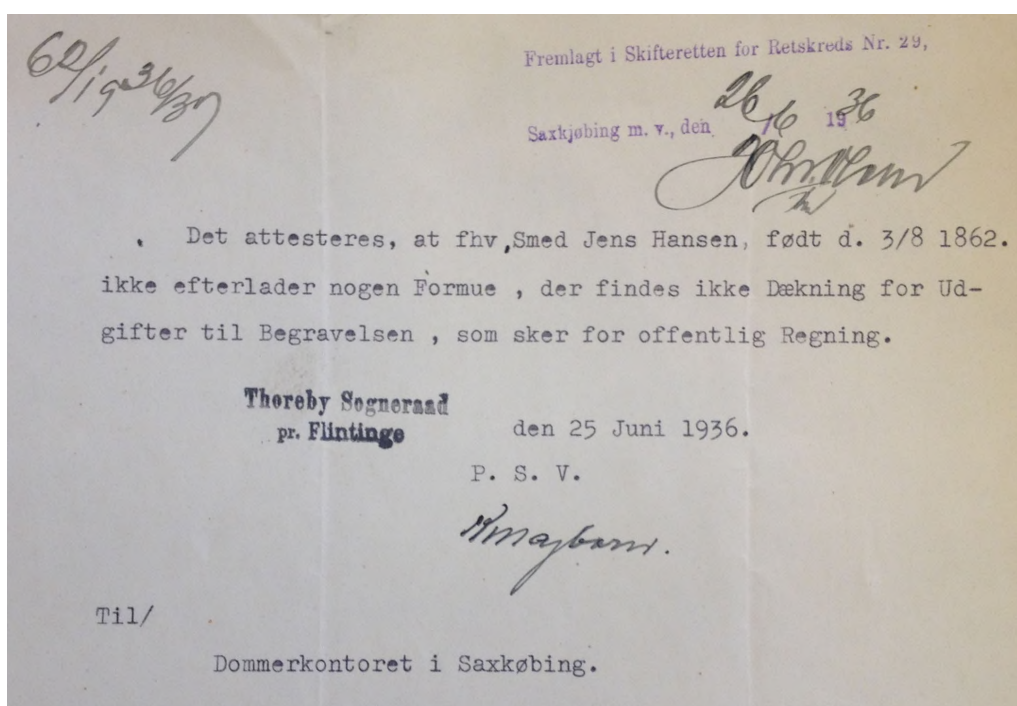 62/1936/37
Fremlagt i Skifteretten for Retskreds Nr. 29,
Saxkjøbing m. v., den 26/6 1936
Det attesteres, at fhv,Smed Jens Hansen, født d. 3/8 1862.
ikke efterlader nogen Formue , der findes ikke Dækning for Ud-
gifter til Begravelsen , som sker for offentlig Regning.
Thoreby Sogneraad
pr. Flintinge
den 25 Juni 1936.
P. S. V.
Til/
Dommerkontoret i Saxkøbing.